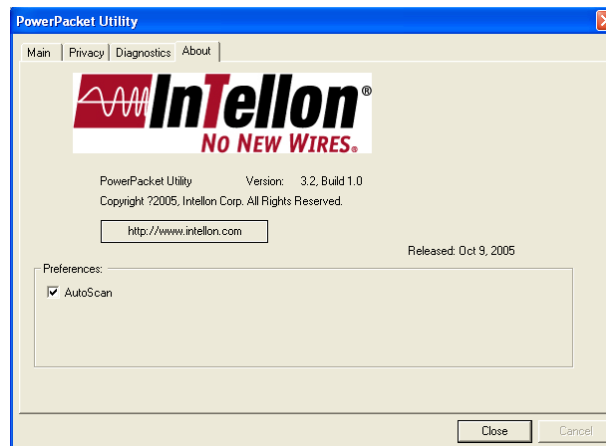 PowerPacket Utility
Main Privacy Diagnostics About
InTellon®
No New Wires®
PowerPacket Utility Version: 3.2, Build 1.0
Copyright ?2005, Intellon Corp. All Rights Reserved.
http://www.intellon.com
Released: Oct 9, 2005
Preferences:
AutoScan
Close Cancel